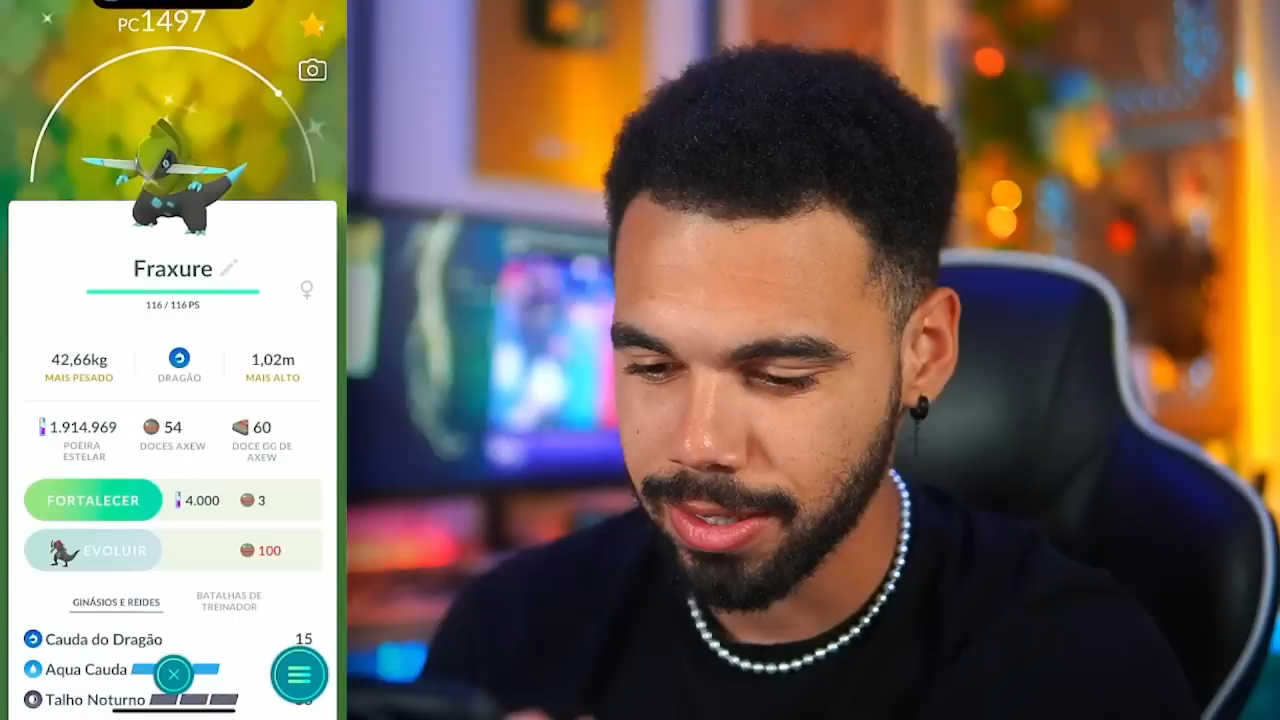 PC1497
Fraxure
116 / 116 PS
42,66kg
MAIS PESADO
DRAGÃO
1,02m
MAIS ALTO
1.914.969
POEIRA
ESTELAR
54
DOCES AXEW
60
DOCE GG DE
AXEW
FORTALECER
4.000
3
EVOLUIR
100
GINÁSIOS E REIDES
BATALHAS DE
TREINADOR
Cauda do Dragão
15
Aqua Cauda
Talho Noturno